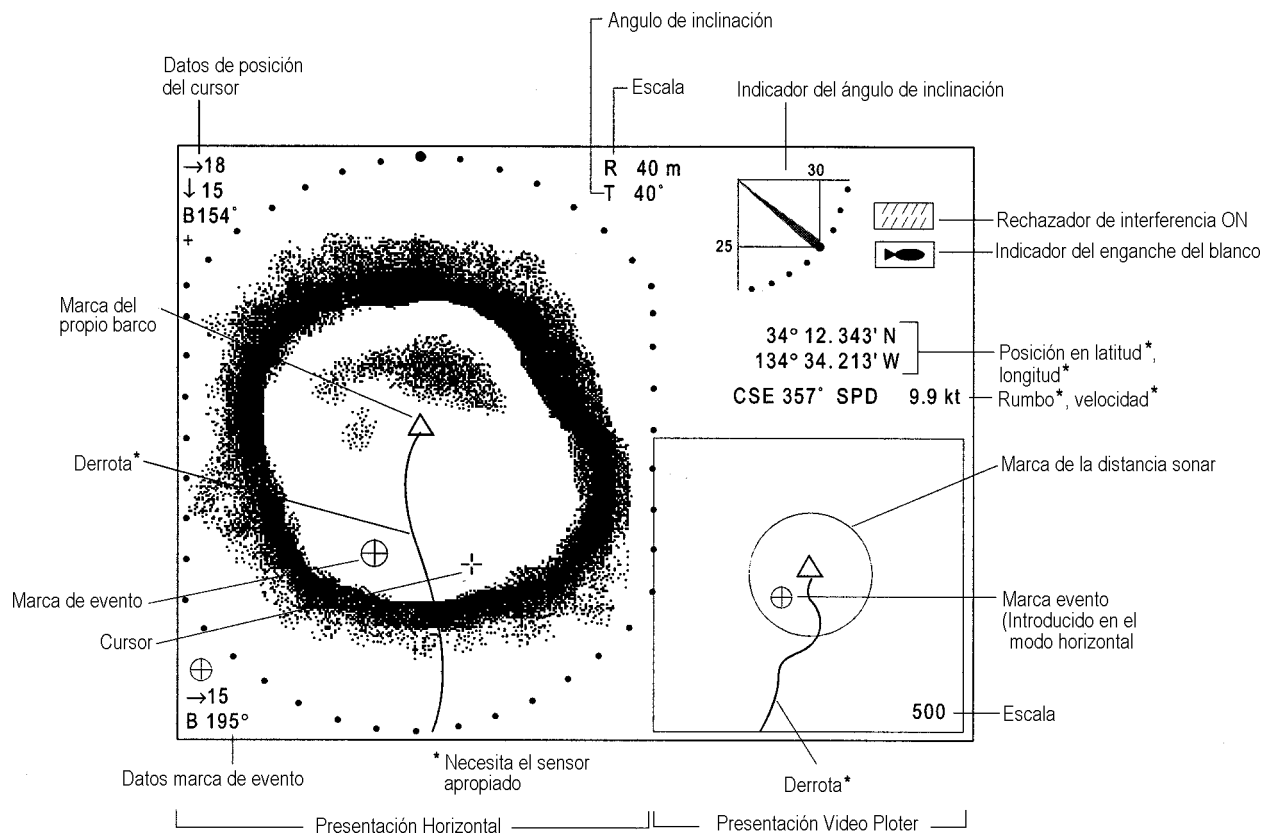 Angulo de inclinación
Datos de posición
del cursor
Escala
Indicador del ángulo de inclinación
→18
↓ 15
B154°
+
R 40 m
T 40°
30
25
Rechazador de interferencia ON
Indicador del enganche del blanco
Marca del
propio barco
34° 12.343' N
134° 34.213' W
Posición en latitud*,
longitud*
CSE 357° SPD 9.9 kt
Rumbo*, velocidad*
Derrota*
Marca de la distancia sonar
Marca de evento
Cursor
Marca evento
(Introducido en el
modo horizontal
→15
B 195°
500
Escala
Datos marca de evento
* Necesita el sensor
apropiado
Derrota*
Presentación Horizontal
Presentación Video Ploter